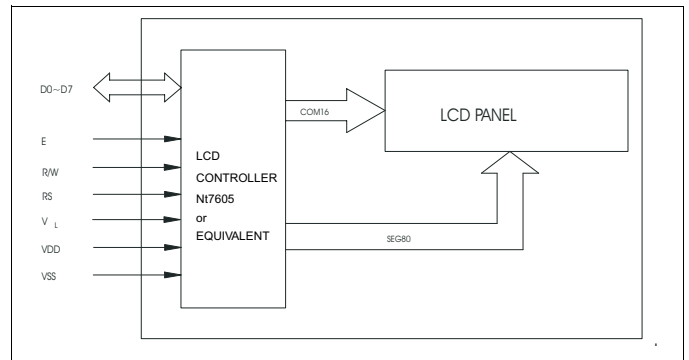 D0~D7
E
R/W
RS
V L
VDD
VSS
LCD
CONTROLLER
Nt7605
or
EQUIVALENT
COM16
SEG80
LCD PANEL